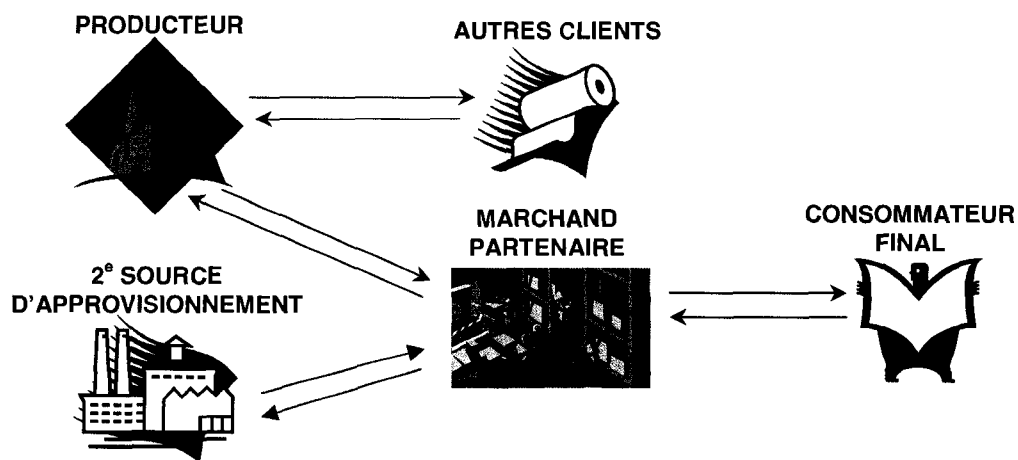 PRODUCTEUR
AUTRES CLIENTS
MARCHAND
PARTENAIRE
CONSOMMATEUR
FINAL
2e SOURCE
D'APPROVISIONNEMENT